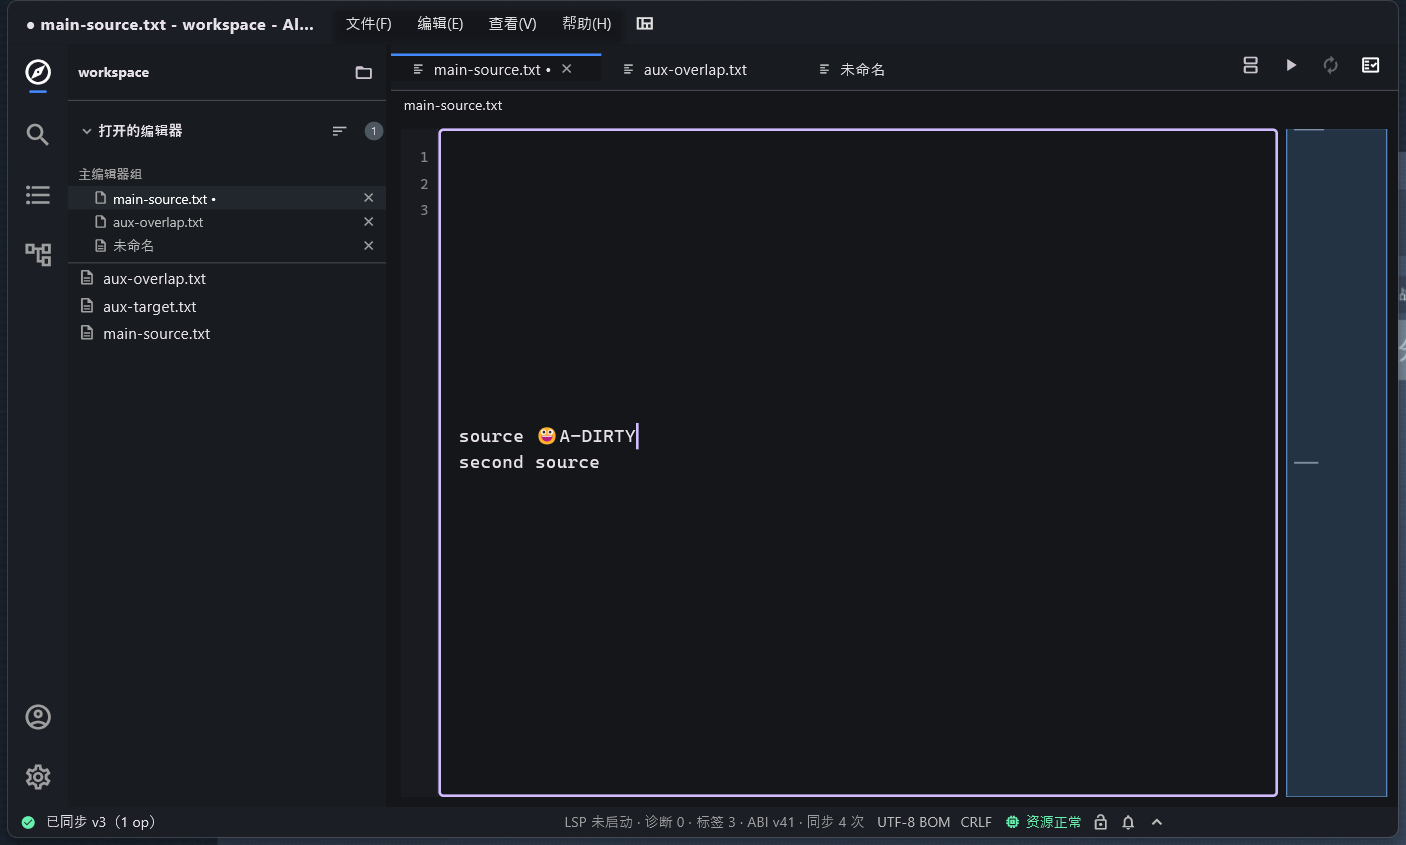 ● main-source.txt - workspace - Al...
文件(F) 编辑(E) 查看(V) 帮助(H)
workspace
main-source.txt •
aux-overlap.txt
未命名
main-source.txt
打开的编辑器 1
主编辑器组
main-source.txt •
aux-overlap.txt
未命名
aux-overlap.txt
aux-target.txt
main-source.txt
1
2
3
source 😀A-DIRTY
second source
已同步 v3（1 op）
LSP 未启动 · 诊断 0 · 标签 3 · ABI v41 · 同步 4 次 UTF-8 BOM CRLF 资源正常